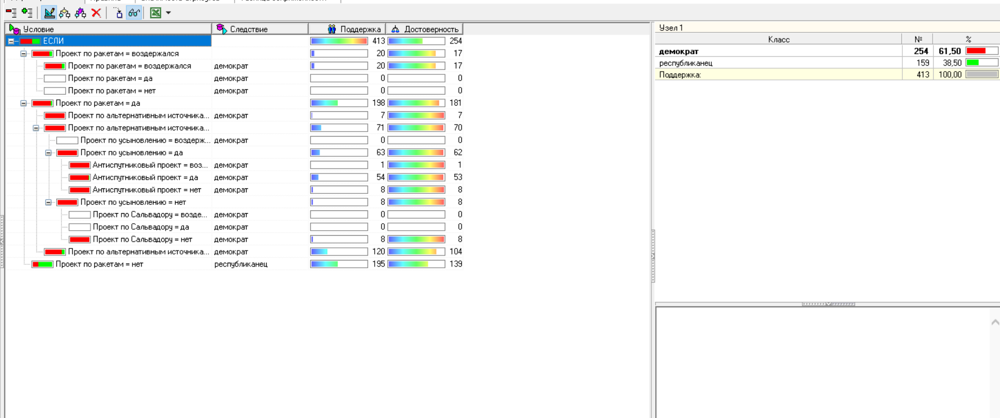 Условие Следствие Поддержка Достоверность
ЕСЛИ 413 254
Проект по ракетам = воздержался 20 17
Проект по ракетам = воздержался демократ 20 17
Проект по ракетам = да демократ 0 0
Проект по ракетам = нет демократ 0 0
Проект по ракетам = да 198 181
Проект по альтернативным источника... демократ 7 7
Проект по альтернативным источника... 71 70
Проект по усыновлению = воздерж... демократ 0 0
Проект по усыновлению = да 63 62
Антиспутниковый проект = воз... демократ 1 1
Антиспутниковый проект = да демократ 54 53
Антиспутниковый проект = нет демократ 8 8
Проект по усыновлению = нет 8 8
Проект по Сальвадору = возде... демократ 0 0
Проект по Сальвадору = да демократ 0 0
Проект по Сальвадору = нет демократ 8 8
Проект по альтернативным источника... демократ 120 104
Проект по ракетам = нет республиканец 195 139
Узел 1
Класс № %
демократ 254 61,50
республиканец 159 38,50
Поддержка: 413 100,00